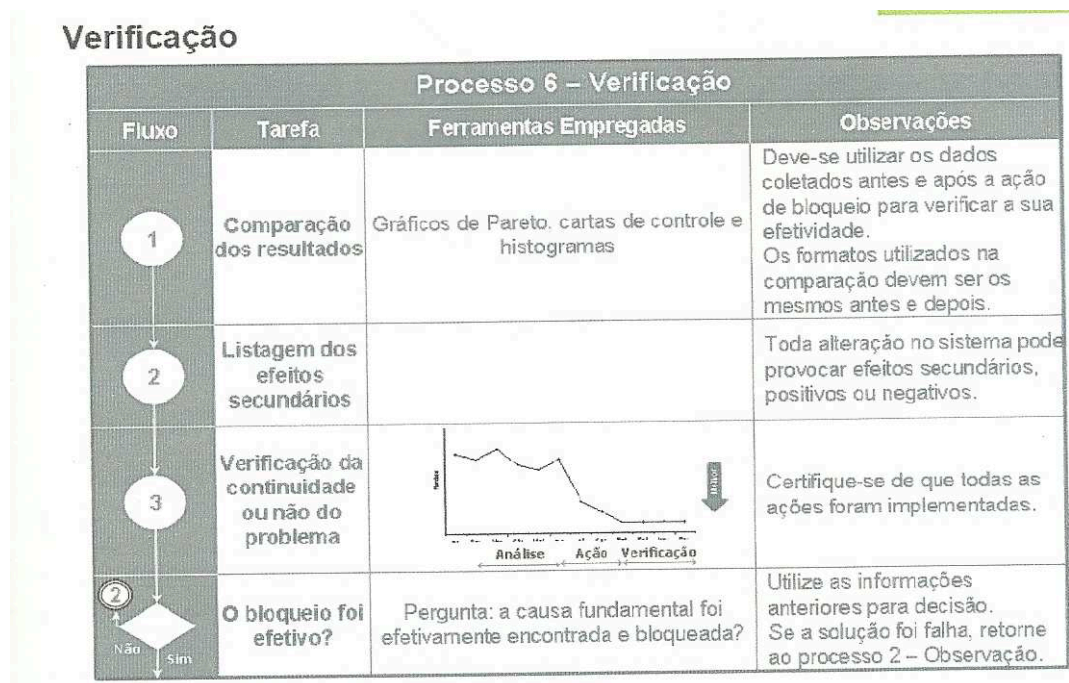 Verificação
Processo 6 – Verificação
Fluxo
Tarefa
Ferramentas Empregadas
Observações
1
Comparação
dos resultados
Gráficos de Pareto. cartas de controle e
histogramas
Deve-se utilizar os dados
coletados antes e após a ação
de bloqueio para verificar a sua
efetividade.
Os formatos utilizados na
comparação devem ser os
mesmos antes e depois.
2
Listagem dos
efeitos
secundários
Toda alteração no sistema pode
provocar efeitos secundários,
positivos ou negativos.
3
Verificação da
continuidade
ou não do
problema
Análise
Ação
Verificação
Certifique-se de que todas as
ações foram implementadas.
2
Não
Sim
O bloqueio foi
efetivo?
Pergunta: a causa fundamental foi
efetivamente encontrada e bloqueada?
Utilize as informações
anteriores para decisão.
Se a solução foi falha, retorne
ao processo 2 – Observação.